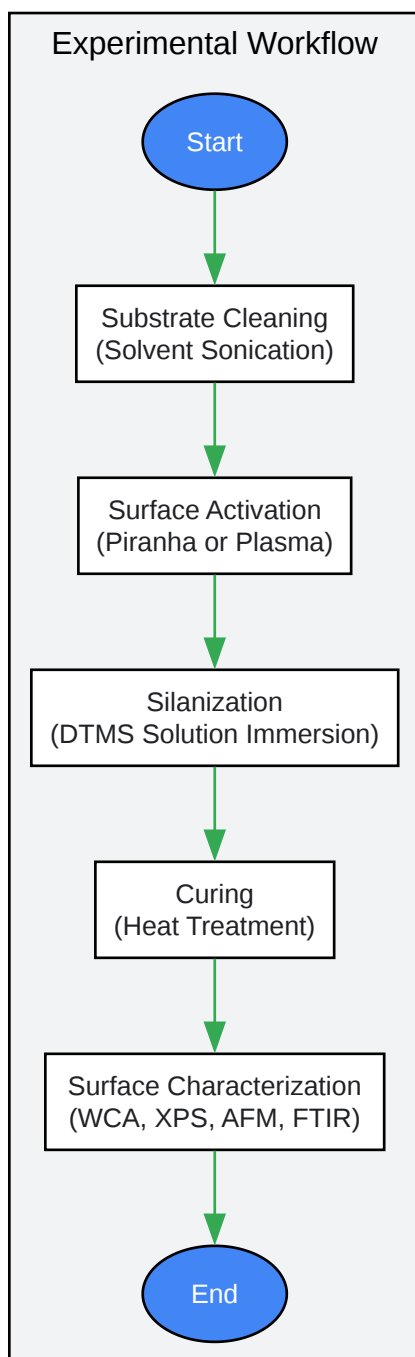 Experimental Workflow
Start
Substrate Cleaning
(Solvent Sonication)
Surface Activation
(Piranha or Plasma)
Silanization
(DTMS Solution Immersion)
Curing
(Heat Treatment)
Surface Characterization
(WCA, XPS, AFM, FTIR)
End